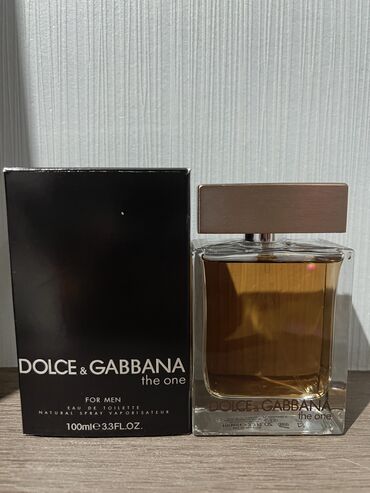 DOLCE & GABBANA
the one
FOR MEN
EAU DE TOILETTE
NATURAL SPRAY VAPORISATEUR
100ml℮3.3FL.OZ.
DOLCE & GABBANA
the one